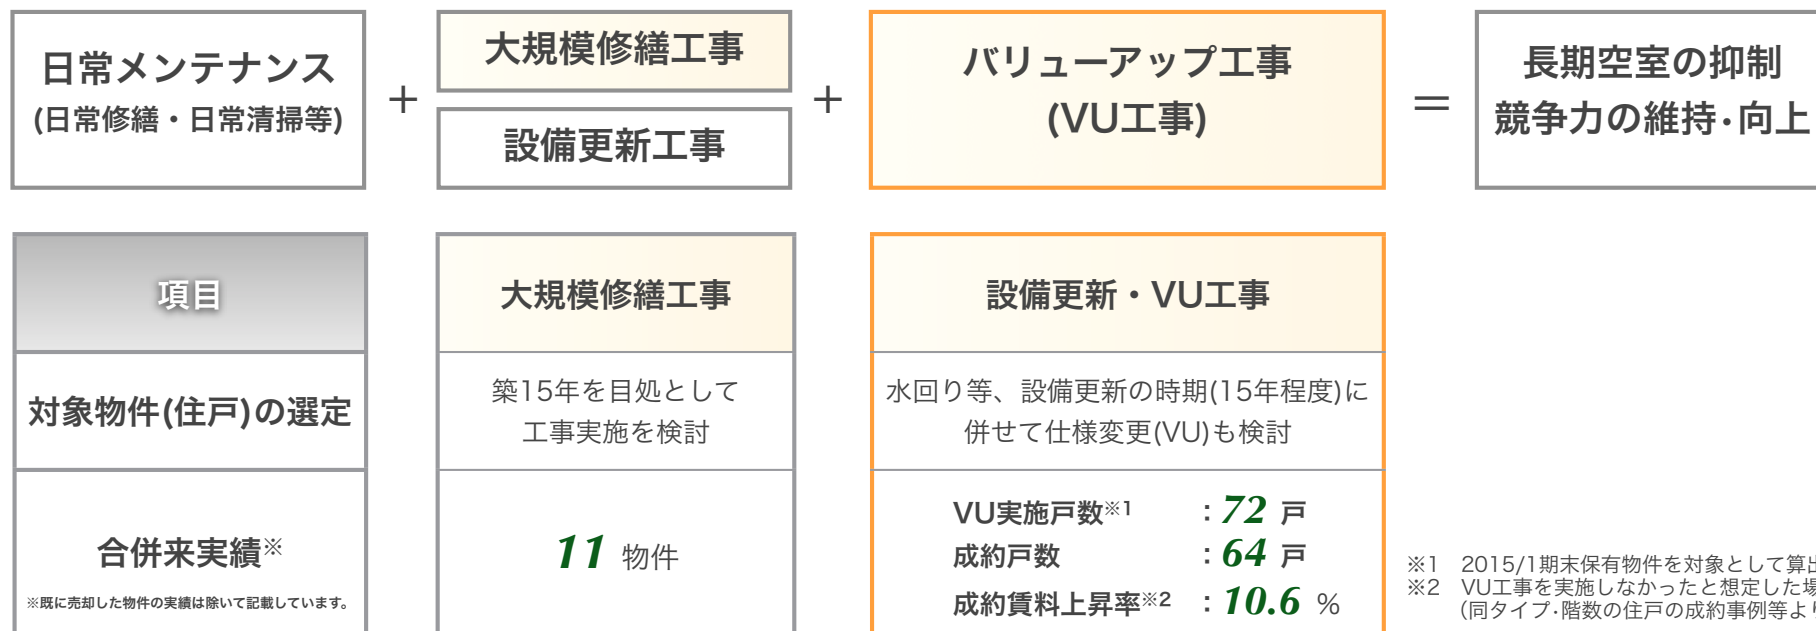 日常メンテナンス
(日常修繕・日常清掃等)
＋
大規模修繕工事
設備更新工事
＋
バリューアップ工事
(VU工事)
＝
長期空室の抑制
競争力の維持･向上
項目
大規模修繕工事
設備更新・VU工事
対象物件(住戸)の選定
築15年を目処として
工事実施を検討
水回り等、設備更新の時期(15年程度)に
併せて仕様変更(VU)も検討
合併来実績※
※既に売却した物件の実績は除いて記載しています。
11 物件
VU実施戸数※1 ：72 戸
成約戸数 ：64 戸
成約賃料上昇率※2 ：10.6 %
※1 2015/1期末保有物件を対象として算
※2 VU工事を実施しなかったと想定した
(同タイプ･階数の住戸の成約事例等よ